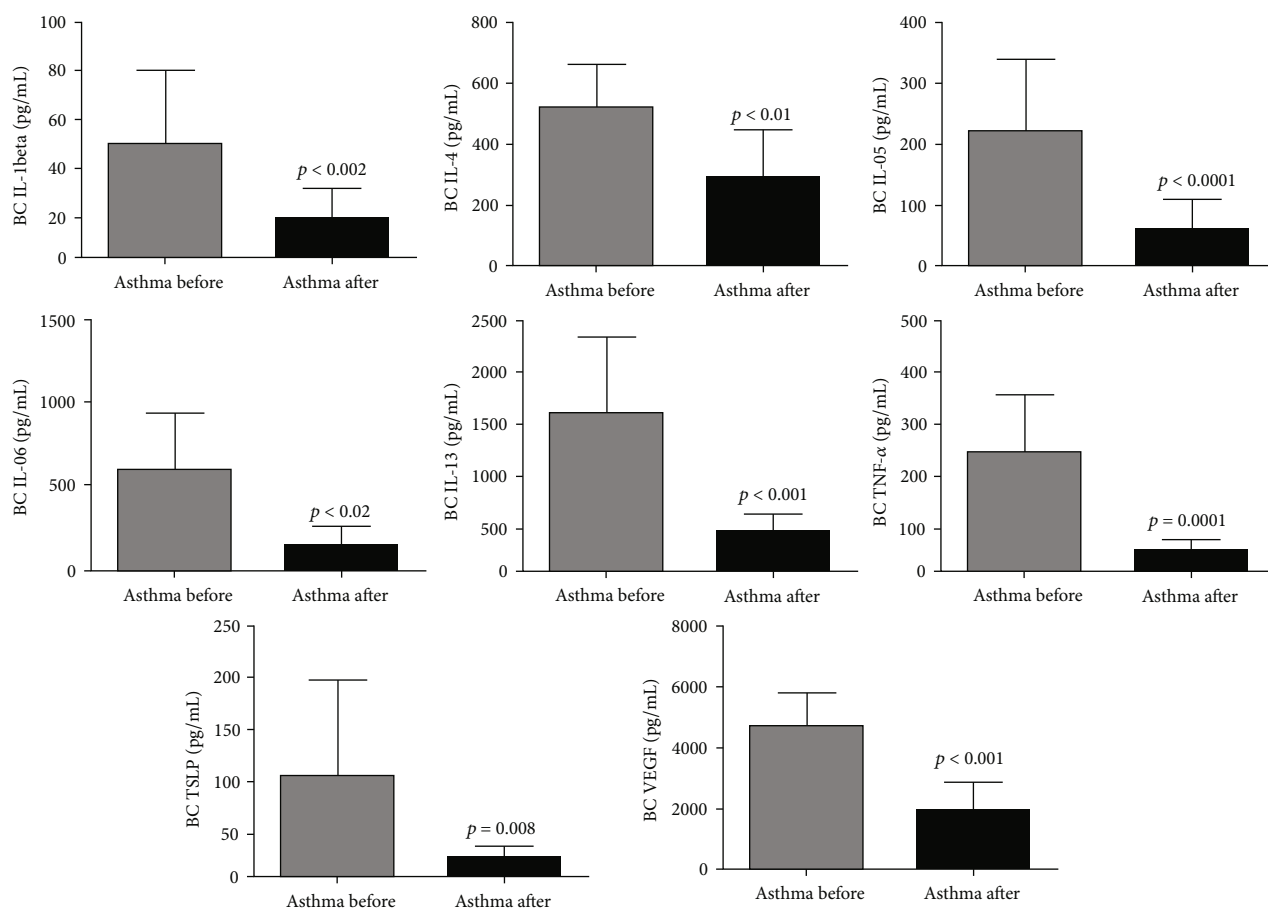 BC IL-1beta (pg/mL)
100
80
60
40
20
0
p < 0.002
Asthma before
Asthma after
BC IL-4 (pg/mL)
800
600
400
200
0
p < 0.01
Asthma before
Asthma after
BC IL-05 (pg/mL)
400
300
200
100
0
p < 0.0001
Asthma before
Asthma after
BC IL-06 (pg/mL)
1500
1000
500
0
p < 0.02
Asthma before
Asthma after
BC IL-13 (pg/mL)
2500
2000
1500
1000
500
0
p < 0.001
Asthma before
Asthma after
BC TNF-α (pg/mL)
500
400
300
200
100
0
p = 0.0001
Asthma before
Asthma after
BC TSLP (pg/mL)
250
200
150
100
50
0
p = 0.008
Asthma before
Asthma after
BC VEGF (pg/mL)
8000
6000
4000
2000
0
p < 0.001
Asthma before
Asthma after